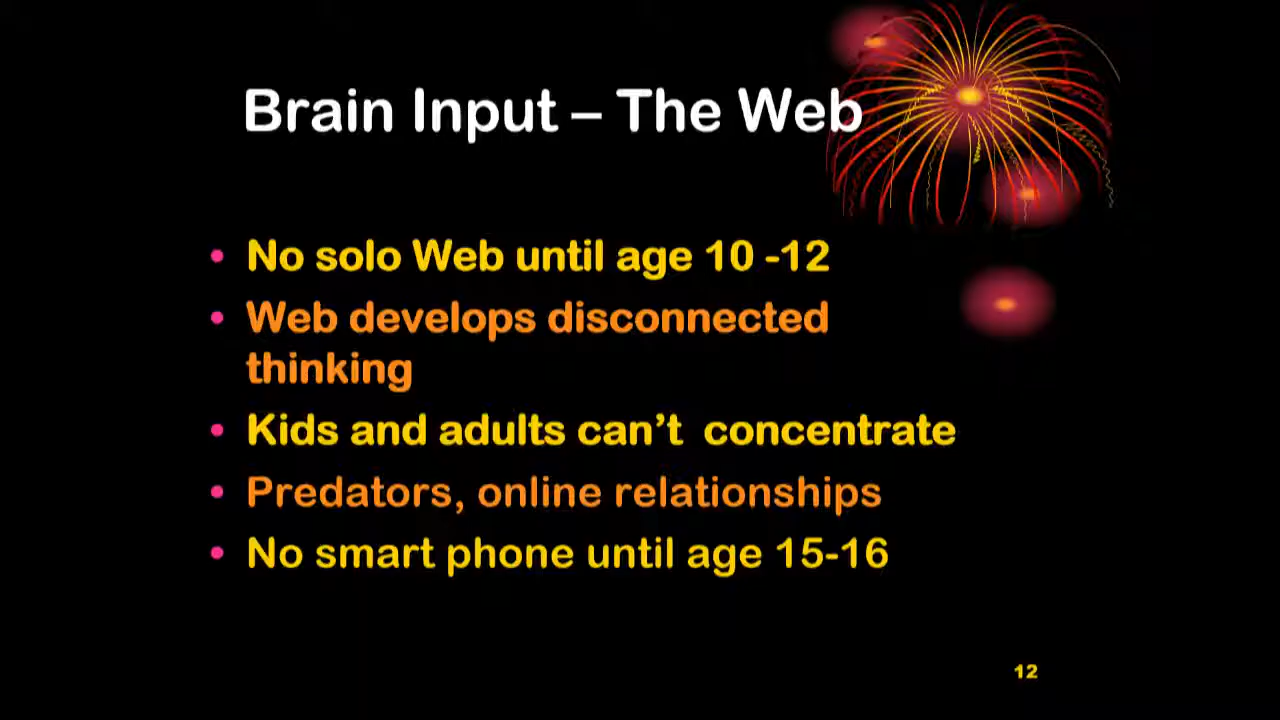 Brain Input – The Web
• No solo Web until age 10 -12
• Web develops disconnected
thinking
• Kids and adults can’t  concentrate
• Predators, online relationships
• No smart phone until age 15-16
12